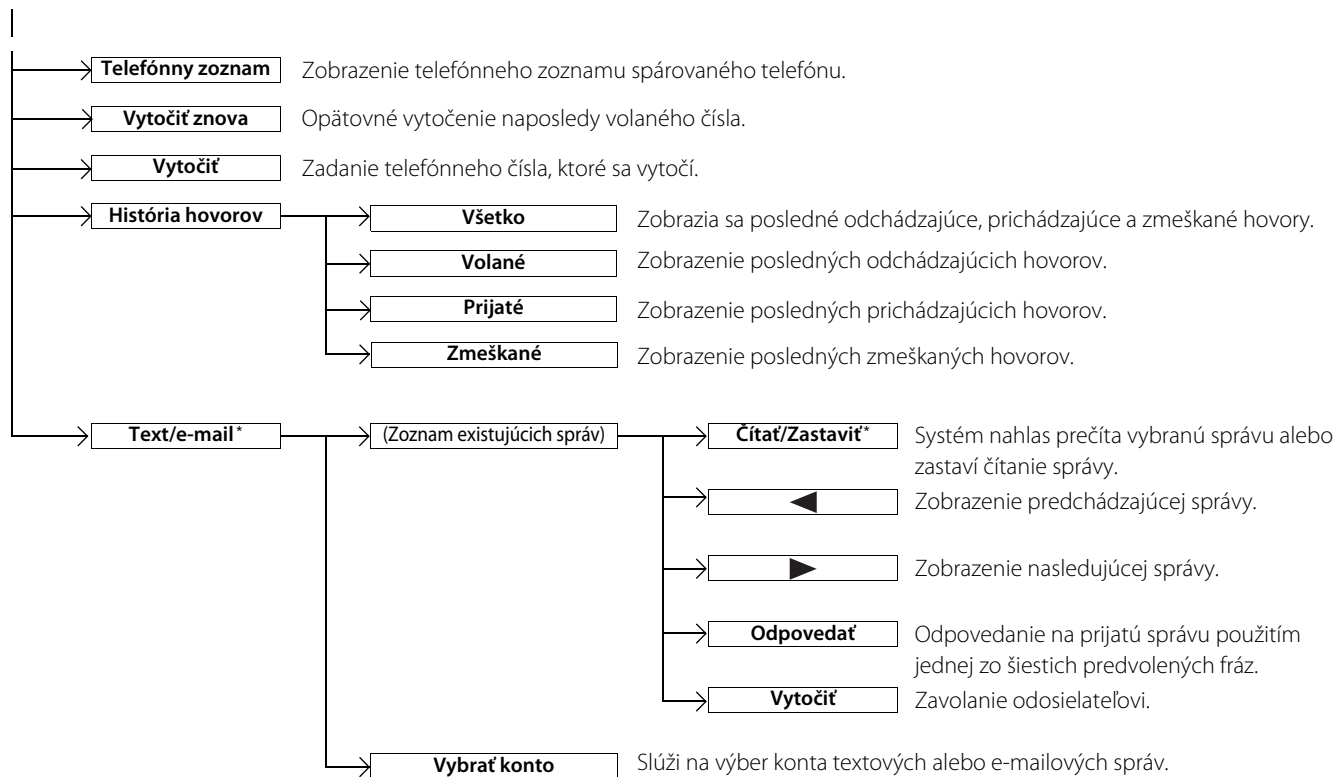 Telefónny zoznam Zobrazenie telefónneho zoznamu spárovaného telefónu.
Vytočiť znova Opätovné vytočenie naposledy volaného čísla.
Vytočiť Zadanie telefónneho čísla, ktoré sa vytočí.
História hovorov Všetko Zobrazia sa posledné odchádzajúce, prichádzajúce a zmeškané hovory.
Volané Zobrazenie posledných odchádzajúcich hovorov.
Prijaté Zobrazenie posledných prichádzajúcich hovorov.
Zmeškané Zobrazenie posledných zmeškaných hovorov.
Text/e-mail* (Zoznam existujúcich správ) Čítať/Zastaviť* Systém nahlas prečíta vybranú správu alebo
zastaví čítanie správy.
◀ Zobrazenie predchádzajúcej správy.
▶ Zobrazenie nasledujúcej správy.
Odpovedať Odpovedanie na prijatú správu použitím
jednej zo šiestich predvolených fráz.
Vytočiť Zavolanie odosielateľovi.
Vybrať konto Slúži na výber konta textových alebo e-mailových správ.